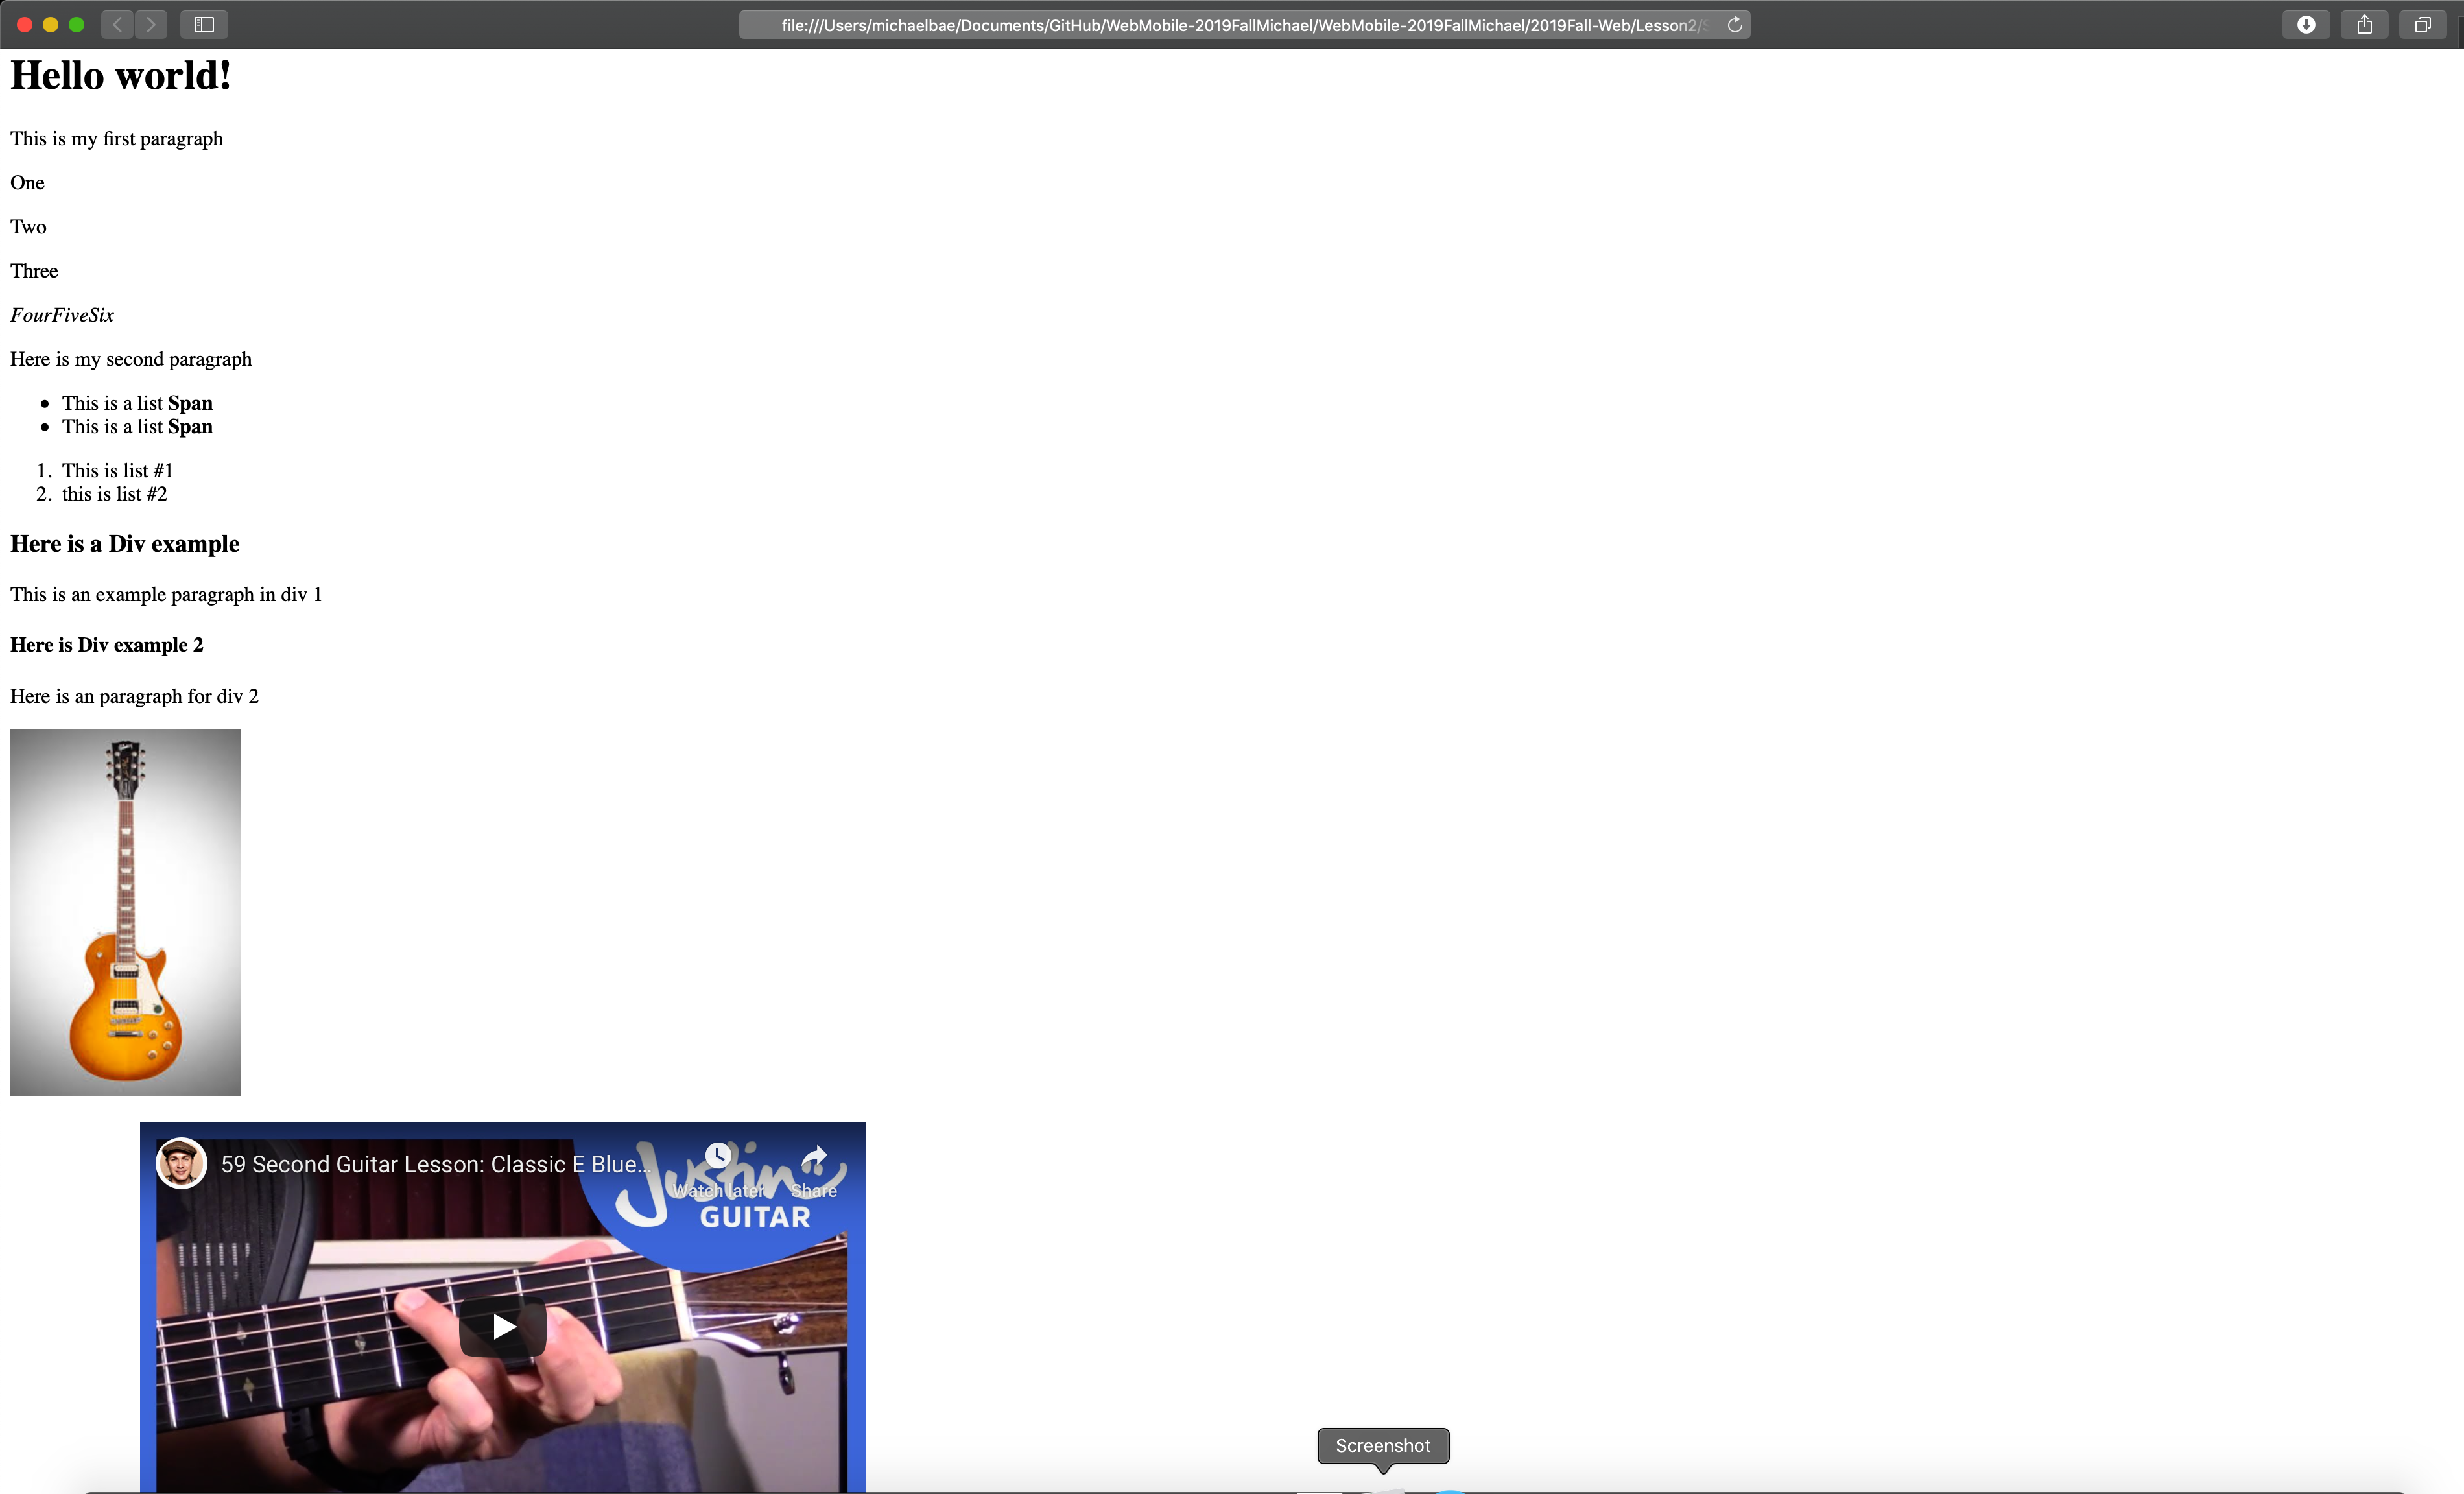 file:///Users/michaelbae/Documents/GitHub/WebMobile-2019FallMichael/WebMobile-2019FallMichael/2019Fall-Web/Lesson2/
Hello world!
This is my first paragraph
One
Two
Three
FourFiveSix
Here is my second paragraph
• This is a list Span
• This is a list Span
1. This is list #1
2. this is list #2
Here is a Div example
This is an example paragraph in div 1
Here is Div example 2
Here is an paragraph for div 2
59 Second Guitar Lesson: Classic E Blue...
Watch later
Share
Justin
GUITAR
Screenshot